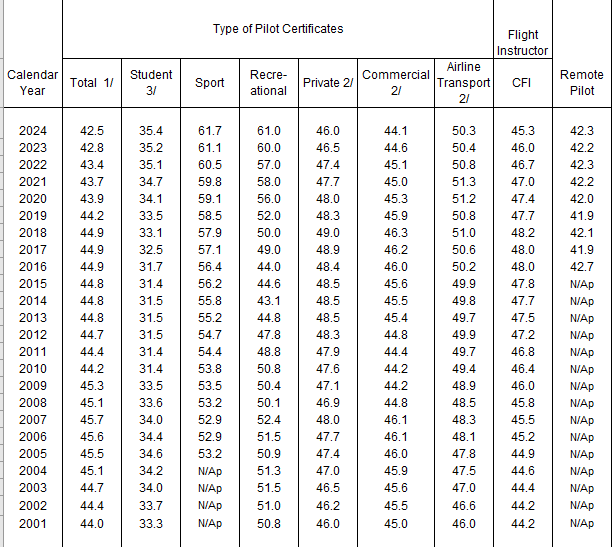 Type of Pilot Certificates
Flight
Instructor
Calendar
Year
Total 1/
Student
3/
Sport
Recre-
ational
Private 2/
Commercial
2/
Airline
Transport
2/
CFI
Remote
Pilot
2024 42.5 35.4 61.7 61.0 46.0 44.1 50.3 45.3 42.3
2023 42.8 35.2 61.1 60.0 46.5 44.6 50.4 46.0 42.2
2022 43.4 35.1 60.5 57.0 47.4 45.1 50.8 46.7 42.3
2021 43.7 34.7 59.8 58.0 47.7 45.0 51.3 47.0 42.2
2020 43.9 34.1 59.1 56.0 48.0 45.3 51.2 47.4 42.0
2019 44.2 33.5 58.5 52.0 48.3 45.9 50.8 47.7 41.9
2018 44.9 33.1 57.9 50.0 49.0 46.3 51.0 48.2 42.1
2017 44.9 32.5 57.1 49.0 48.9 46.2 50.6 48.0 41.9
2016 44.9 31.7 56.4 44.0 48.4 46.0 50.2 48.0 42.7
2015 44.8 31.4 56.2 44.6 48.5 45.6 49.9 47.8 N/Ap
2014 44.8 31.5 55.8 43.1 48.5 45.5 49.8 47.7 N/Ap
2013 44.8 31.5 55.2 44.8 48.5 45.4 49.7 47.5 N/Ap
2012 44.7 31.5 54.7 47.8 48.3 44.8 49.9 47.2 N/Ap
2011 44.4 31.4 54.4 48.8 47.9 44.4 49.7 46.8 N/Ap
2010 44.2 31.4 53.8 50.8 47.6 44.2 49.4 46.4 N/Ap
2009 45.3 33.5 53.5 50.4 47.1 44.2 48.9 46.0 N/Ap
2008 45.1 33.6 53.2 50.1 46.9 44.8 48.5 45.8 N/Ap
2007 45.7 34.0 52.9 52.4 48.0 46.1 48.3 45.5 N/Ap
2006 45.6 34.4 52.9 51.5 47.7 46.1 48.1 45.2 N/Ap
2005 45.5 34.6 53.2 50.9 47.4 46.0 47.8 44.9 N/Ap
2004 45.1 34.2 N/Ap 51.3 47.0 45.9 47.5 44.6 N/Ap
2003 44.7 34.0 N/Ap 51.5 46.5 45.6 47.0 44.4 N/Ap
2002 44.4 33.7 N/Ap 51.0 46.2 45.5 46.6 44.2 N/Ap
2001 44.0 33.3 N/Ap 50.8 46.0 45.0 46.0 44.2 N/Ap